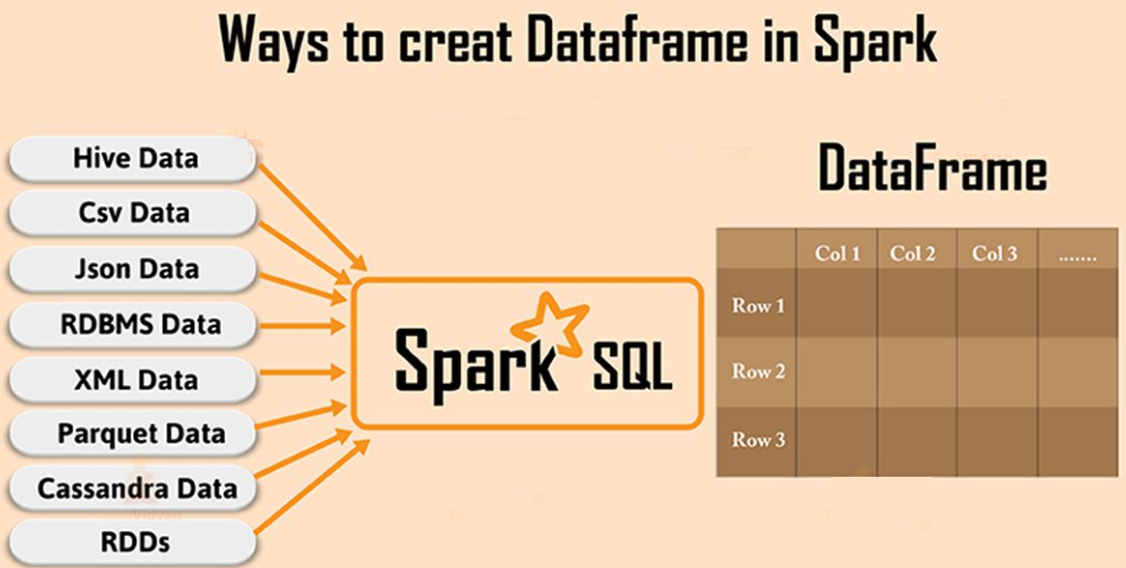 Ways to creat Dataframe in Spark
Hive Data
Csv Data
Json Data
RDBMS Data
XML Data
Parquet Data
Cassandra Data
RDDs
Spark SQL
DataFrame
Col 1 Col 2 Col 3 .......
Row 1
Row 2
Row 3